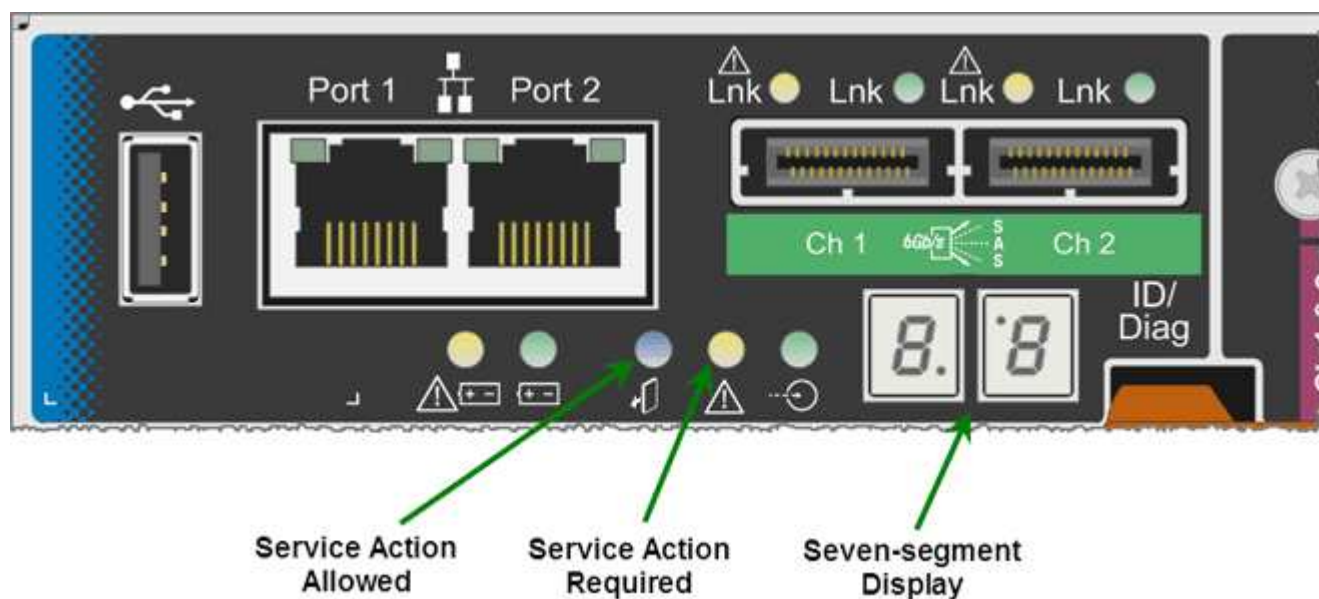 Port 1 Port 2
Lnk Lnk Lnk Lnk
Ch 1 6Gb/s SAS Ch 2
ID/
Diag
8. 8
Service Action
Allowed
Service Action
Required
Seven-segment
Display